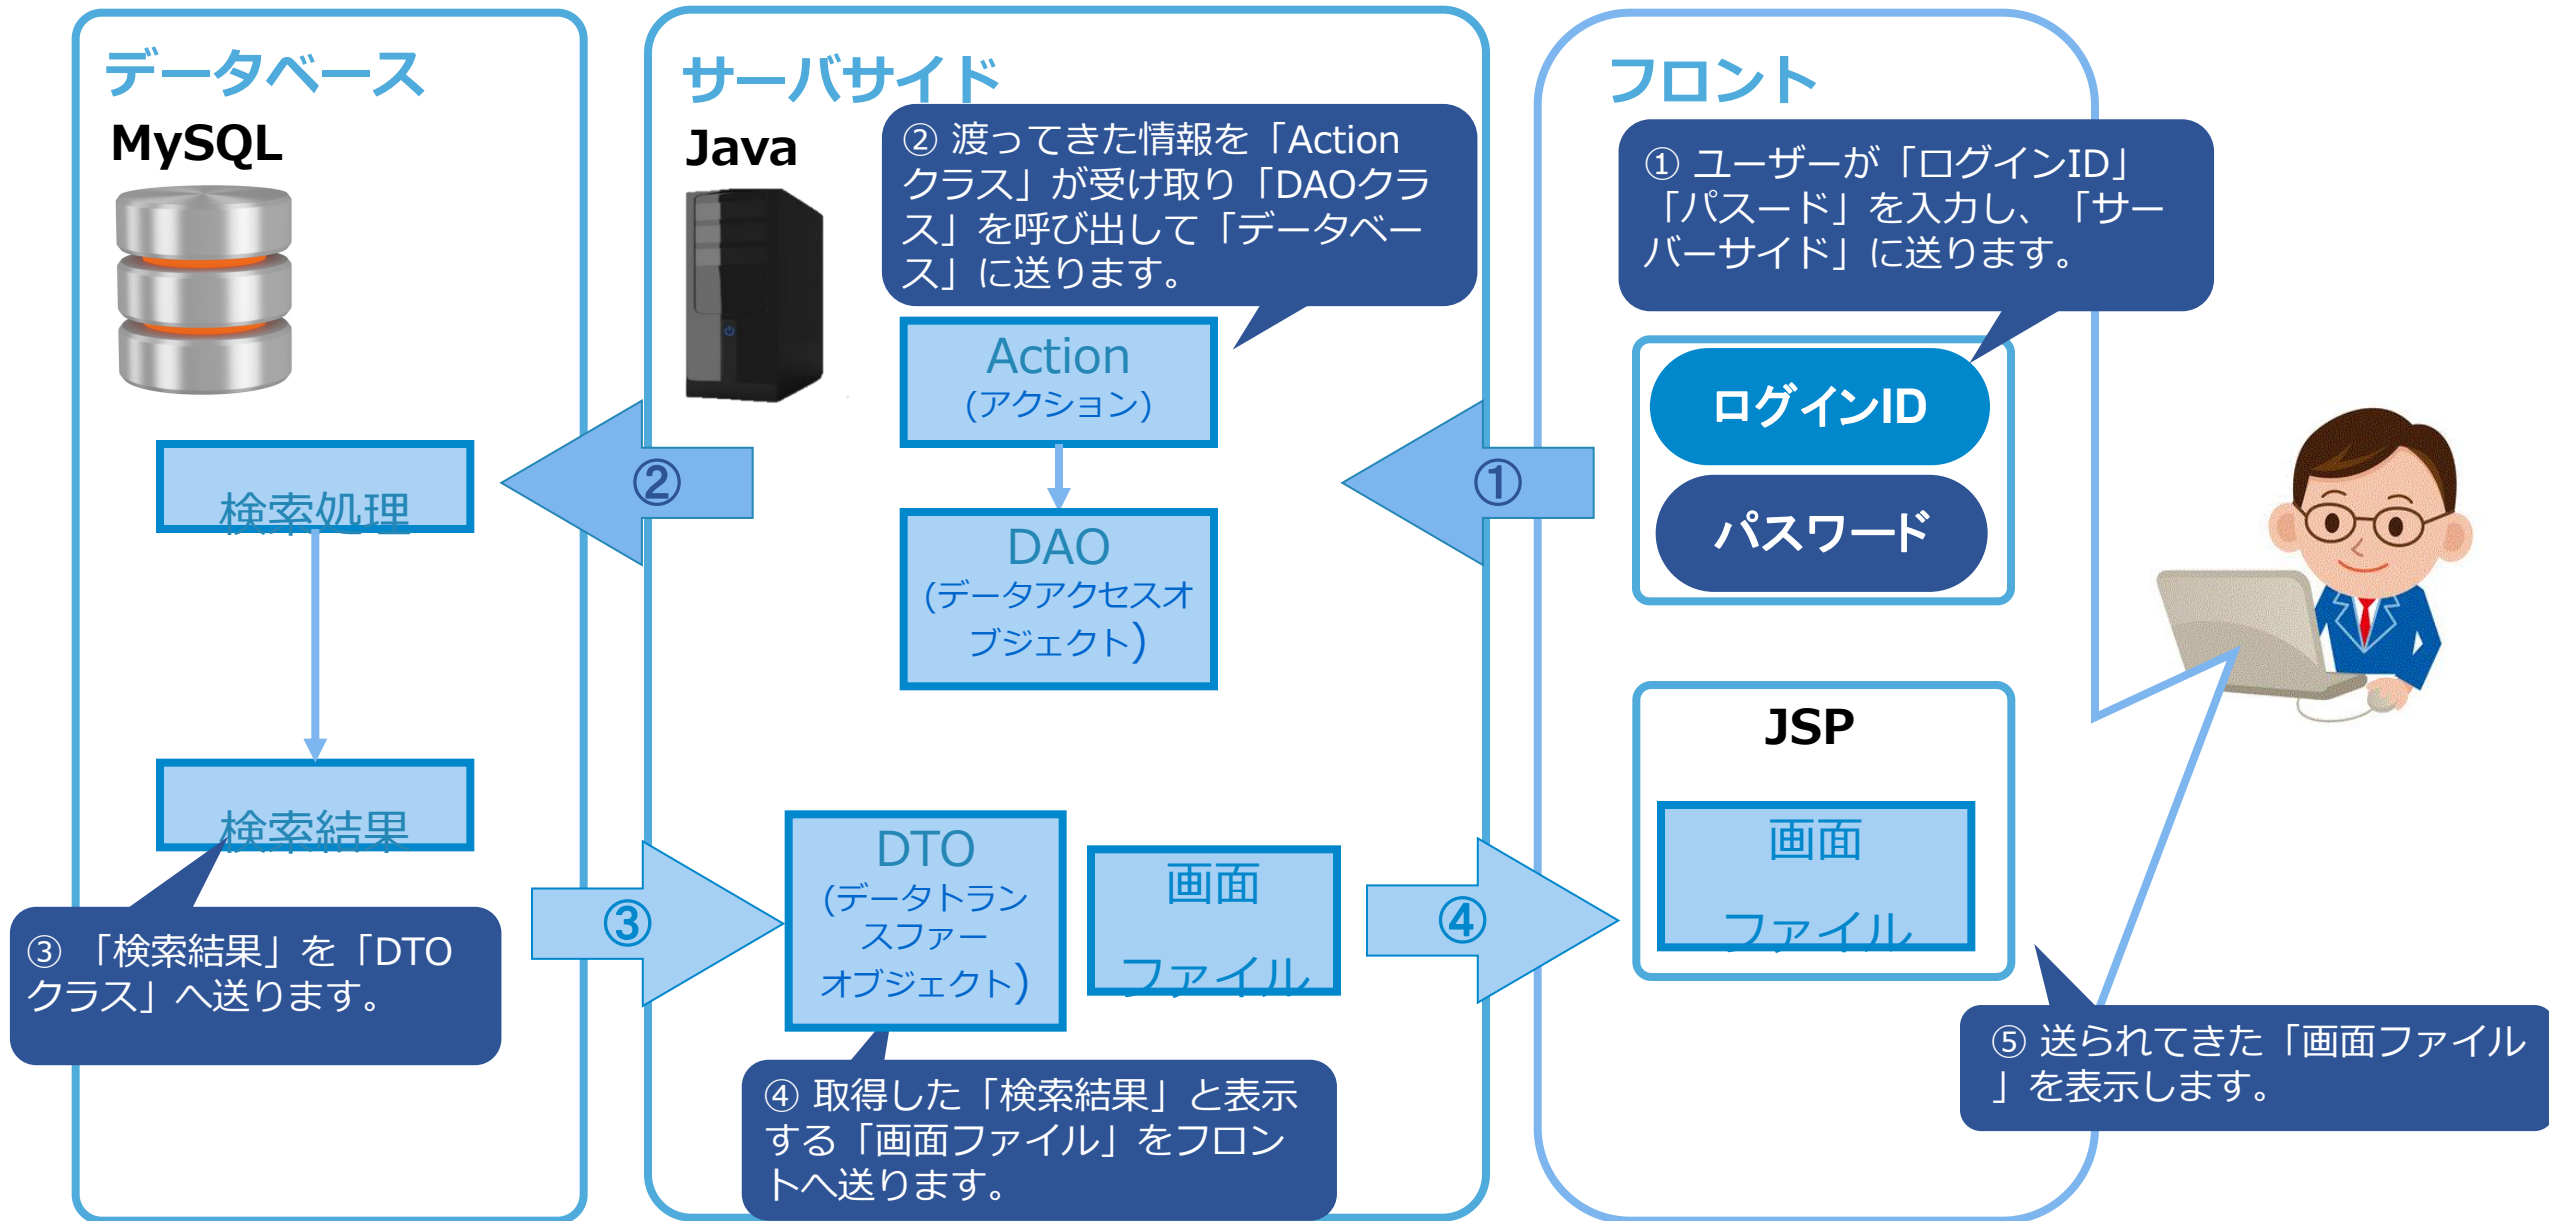 データベース
MySQL
検索処理
検索結果
③ 「検索結果」を「DTO
クラス」へ送ります。
サーバサイド
Java
② 渡ってきた情報を「Action
クラス」が受け取り「DAOクラ
ス」を呼び出して「データベー
ス」に送ります。
Action
(アクション)
DAO
(データアクセスオ
ブジェクト)
②
①
③
DTO
(データトラン
スファー
オブジェクト)
画面
ファイル
④
④ 取得した「検索結果」と表示
する「画面ファイル」をフロン
トへ送ります。
フロント
① ユーザーが「ログインID」
「パスード」を入力し、「サー
バーサイド」に送ります。
ログインID
パスワード
JSP
画面
ファイル
⑤ 送られてきた「画面ファイル
」を表示します。